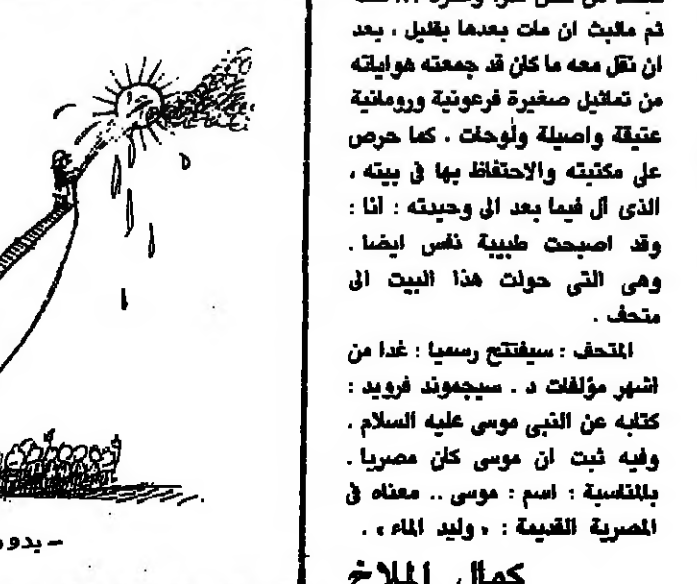 ثم مالبث ان مات بعدها بقليل ، بعد
ان نقل معه ما كان قد جمعته هواياته
من تماثيل صغيرة فرعونية ورومانية
عتيقة واصيلة ولوحات . كما حرص
على مكتبته والاحتفاظ بها فى بيته ،
الذى آل فيما بعد الى وحيدته : انا :
وقد اصبحت طبيبة نفس ايضا .
وهى التى حولت هذا البيت الى
متحف .
المتحف : سيفتتح رسميا : غدا من
اشهر مؤلفات د . سيجموند فرويد :
كتابه عن النبى موسى عليه السلام .
وفيه ثبت ان موسى كان مصريا .
بالمناسبة : اسم : موسى .. معناه فى
المصرية القديمة : « وليد الماء » .
كمال الملاخ
- يدو